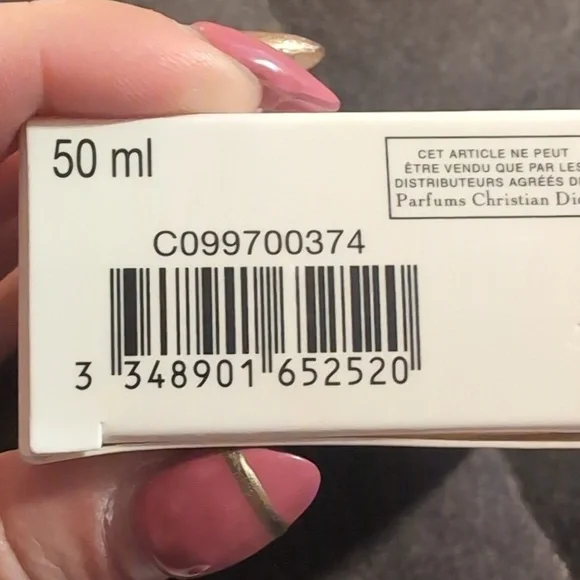 50 ml
CET ARTICLE NE PEUT
ÊTRE VENDU QUE PAR LES
DISTRIBUTEURS AGRÉÉS
Parfums Christian
C099700374
3 348901 652520